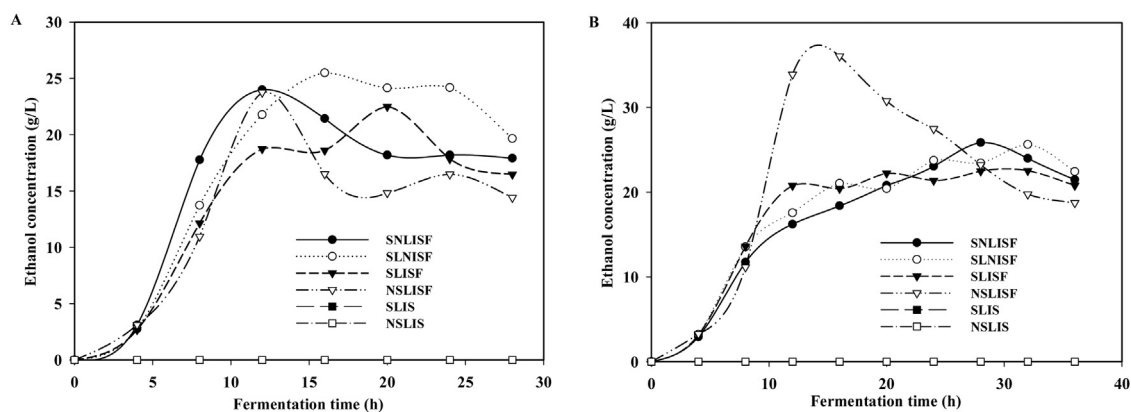 A
Ethanol concentration (g/L)
30
25
20
15
10
5
0
SNLISF
SLNISF
SLISF
NSLISF
SLIS
NSLIS
0 5 10 15 20 25 30
Fermentation time (h)
B
Ethanol concentration (g/L)
40
30
20
10
0
SNLISF
SLNISF
SLISF
NSLISF
SLIS
NSLIS
0 10 20 30 40
Fermentation time (h)